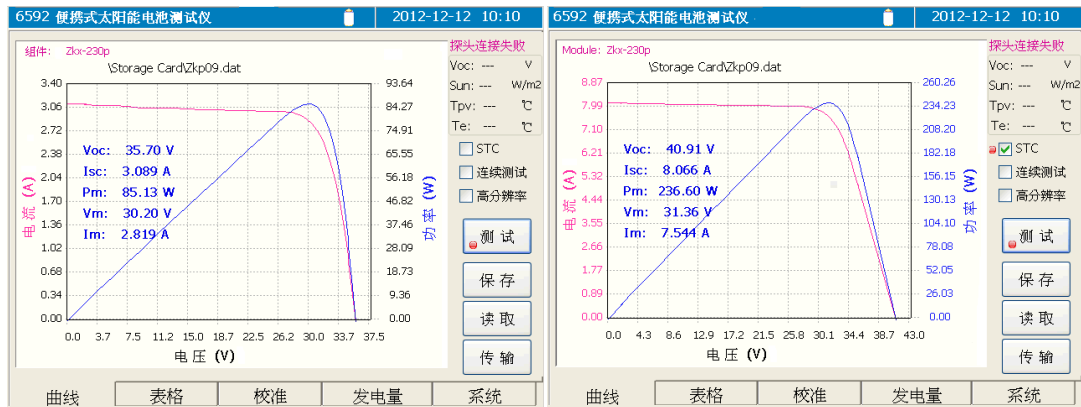 6592 便携式太阳能电池测试仪
2012-12-12 10:10
组件: Zkx-230p
\Storage Card\Zkp09.dat
探头连接失败
Voc: --- V
Sun: --- W/m2
Tpv: --- ℃
Te: --- ℃
STC
连续测试
高分辨率
测试
保存
读取
传输
3.40
3.06
2.72
2.38
2.04
1.70
1.36
1.02
0.68
0.34
0.00
电流 (A)
Voc: 35.70 V
Isc: 3.089 A
Pm: 85.13 W
Vm: 30.20 V
Im: 2.819 A
93.64
84.27
74.91
65.55
56.18
46.82
37.46
28.09
18.73
9.36
0.00
功率 (W)
0.0 3.7 7.5 11.2 15.0 18.7 22.5 26.2 30.0 33.7 37.5
电压 (V)
曲线 表格 校准 发电量 系统
6592 便携式太阳能电池测试仪
2012-12-12 10:10
Module: Zkx-230p
\Storage Card\Zkp09.dat
探头连接失败
Voc: --- V
Sun: --- W/m2
Tpv: --- ℃
Te: --- ℃
STC
连续测试
高分辨率
测试
保存
读取
传输
8.87
7.99
7.10
6.21
5.32
4.44
3.55
2.66
1.77
0.89
0.00
电流 (A)
Voc: 40.91 V
Isc: 8.066 A
Pm: 236.60 W
Vm: 31.36 V
Im: 7.544 A
260.26
234.23
208.20
182.18
156.15
130.13
104.10
78.08
52.05
26.03
0.00
功率 (W)
0.0 4.3 8.6 12.9 17.2 21.5 25.8 30.1 34.4 38.7 43.0
电压 (V)
曲线 表格 校准 发电量 系统